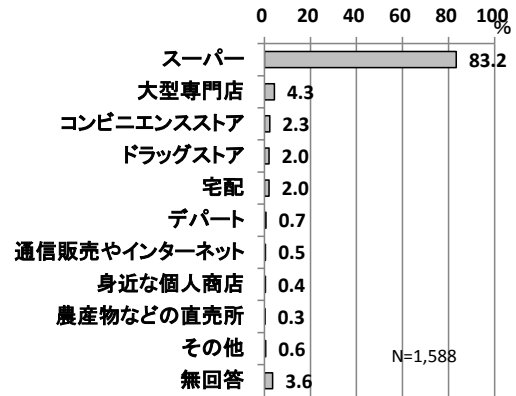 0 20 40 60 80 100
%
スーパー 83.2
大型専門店 4.3
コンビニエンスストア 2.3
ドラッグストア 2.0
宅配 2.0
デパート 0.7
通信販売やインターネット 0.5
身近な個人商店 0.4
農産物などの直売所 0.3
その他 0.6
N=1,588
無回答 3.6